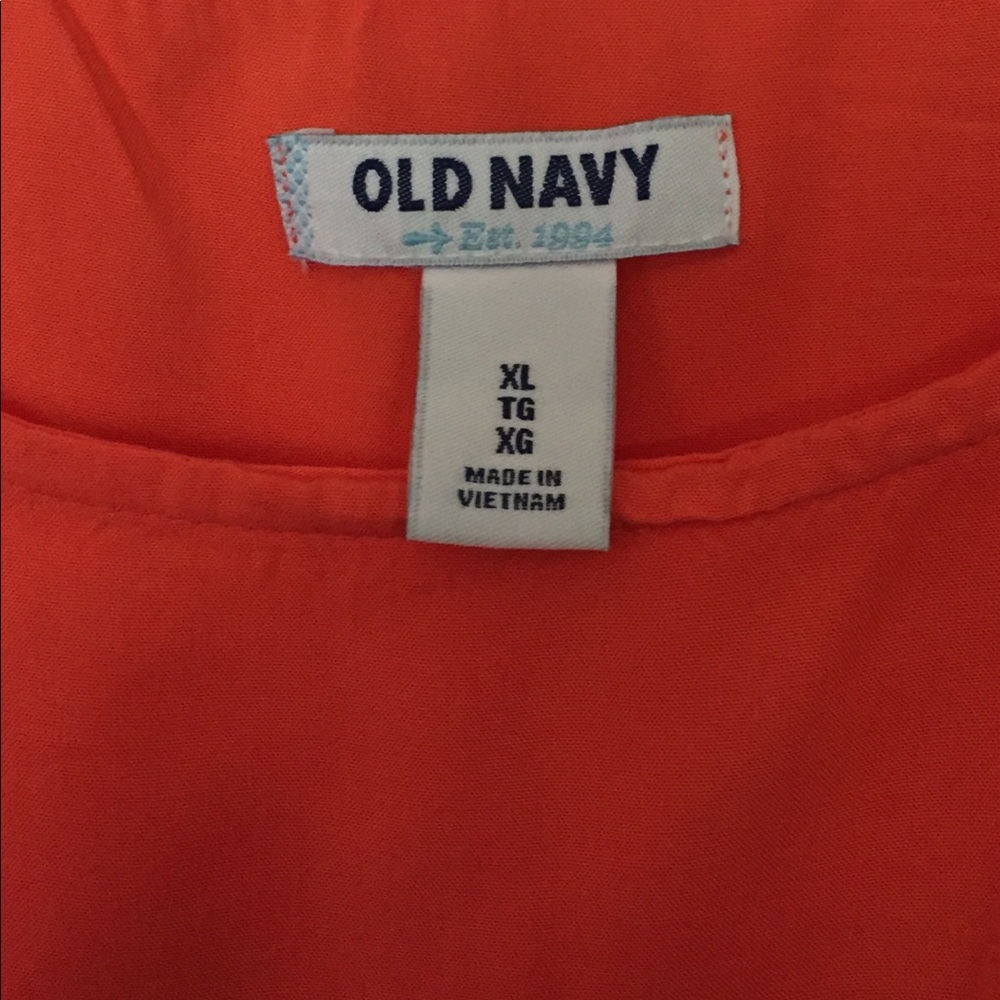 OLD NAVY
Est. 1994
XL
TG
XG
MADE IN
VIETNAM